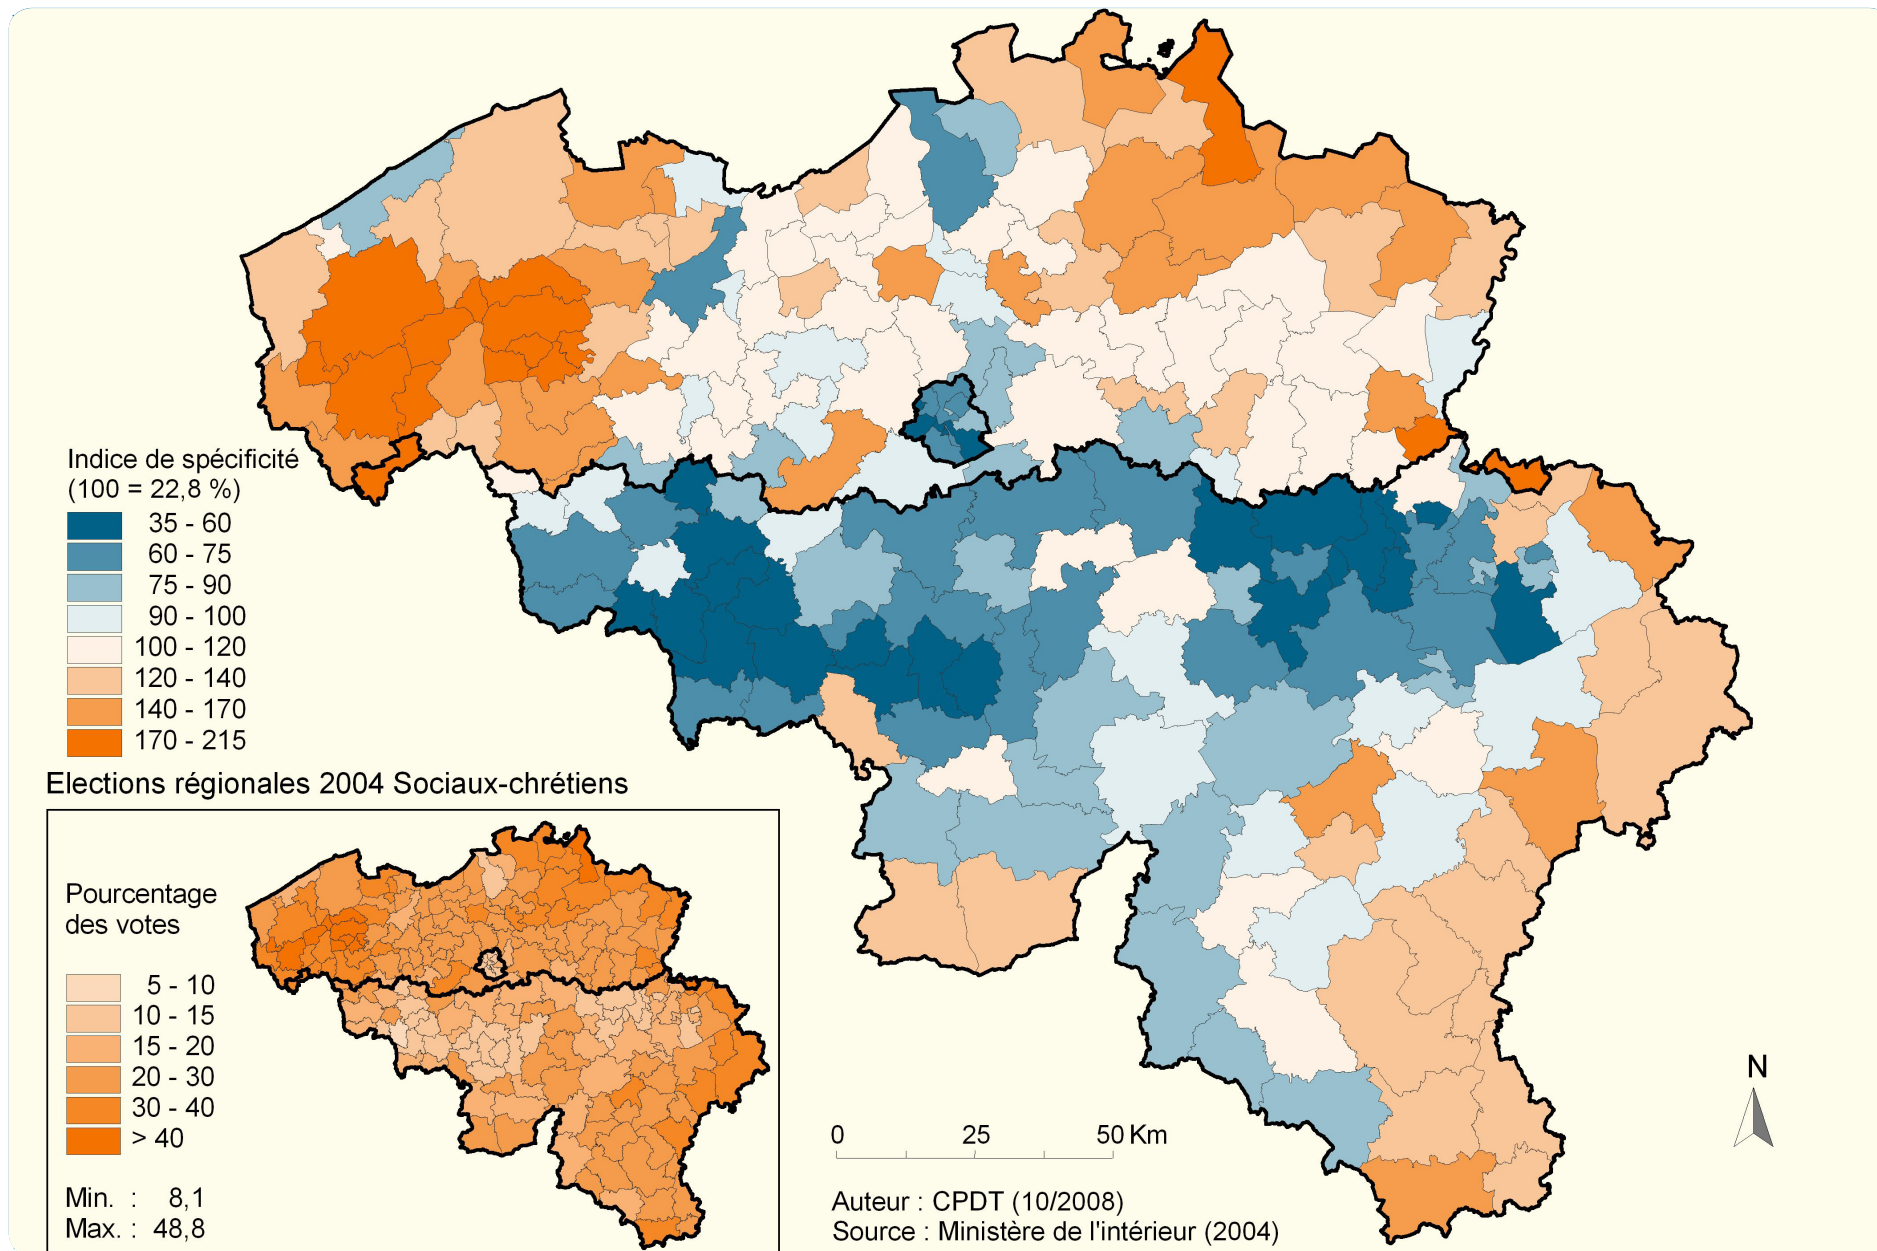 Indice de spécificité
(100 = 22,8 %)
35 - 60
60 - 75
75 - 90
90 - 100
100 - 120
120 - 140
140 - 170
170 - 215
Elections régionales 2004 Sociaux-chrétiens
Pourcentage
des votes
5 - 10
10 - 15
15 - 20
20 - 30
30 - 40
> 40
Min. : 8,1
Max. : 48,8
0 25 50 Km
Auteur : CPDT (10/2008)
Source : Ministère de l'intérieur (2004)
N